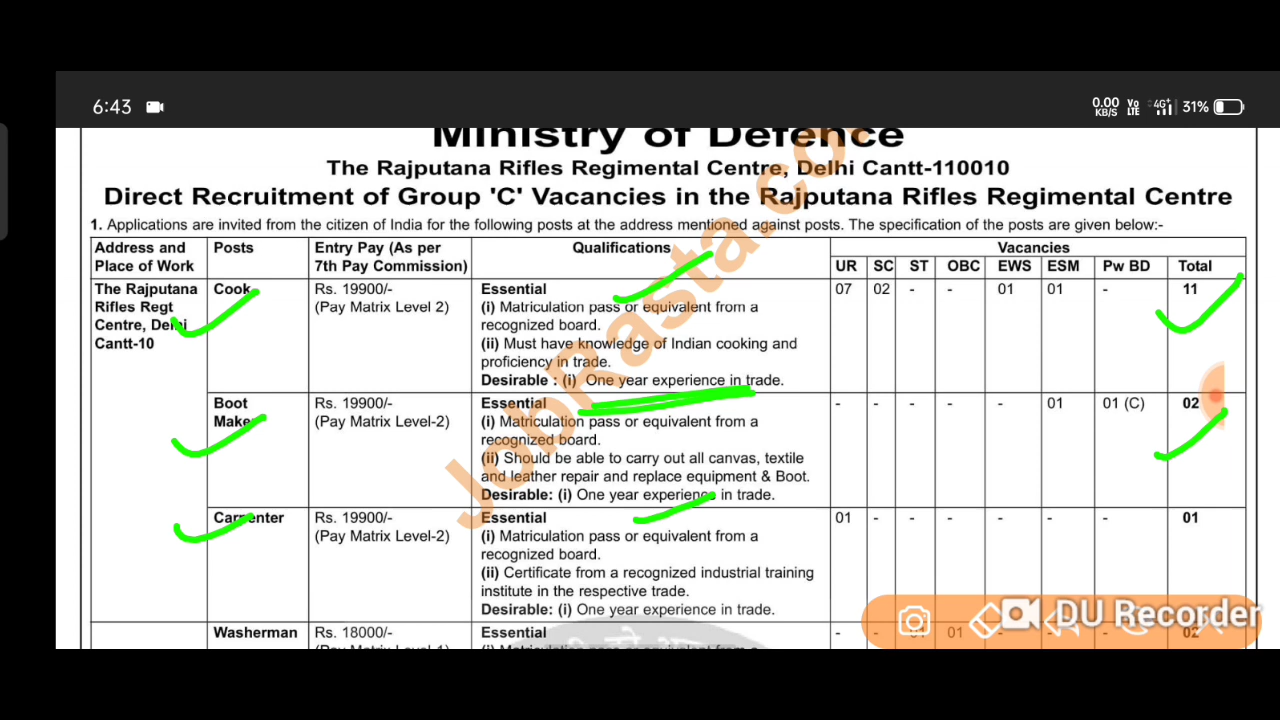 6:43
0.00 KB/S Vo LTE 4G+ 31%
Ministry of Defence
The Rajputana Rifles Regimental Centre, Delhi Cantt-110010
Direct Recruitment of Group 'C' Vacancies in the Rajputana Rifles Regimental Centre
1. Applications are invited from the citizen of India for the following posts at the address mentioned against posts. The specification of the posts are given below:-
Address and Place of Work Posts Entry Pay (As per 7th Pay Commission) Qualifications Vacancies
UR SC ST OBC EWS ESM Pw BD Total
The Rajputana Rifles Regt Centre, Delhi Cantt-10
Cook Rs. 19900/- (Pay Matrix Level 2)
Essential
(i) Matriculation pass or equivalent from a
recognized board.
(ii) Must have knowledge of Indian cooking and
proficiency in trade.
Desirable : (i) One year experience in trade.
07 02 - - 01 01 - 11
Boot Maker Rs. 19900/- (Pay Matrix Level-2)
Essential
(i) Matriculation pass or equivalent from a
recognized board.
(ii) Should be able to carry out all canvas, textile
and leather repair and replace equipment & Boot.
Desirable: (i) One year experience in trade.
- - - - - 01 01 (C) 02
Carpenter Rs. 19900/- (Pay Matrix Level-2)
Essential
(i) Matriculation pass or equivalent from a
recognized board.
(ii) Certificate from a recognized industrial training
institute in the respective trade.
Desirable: (i) One year experience in trade.
01 - - - - - - 01
Washerman Rs. 18000/-
Essential
- - 01 01 - - - 02
JobRasta.co
DU Recorder